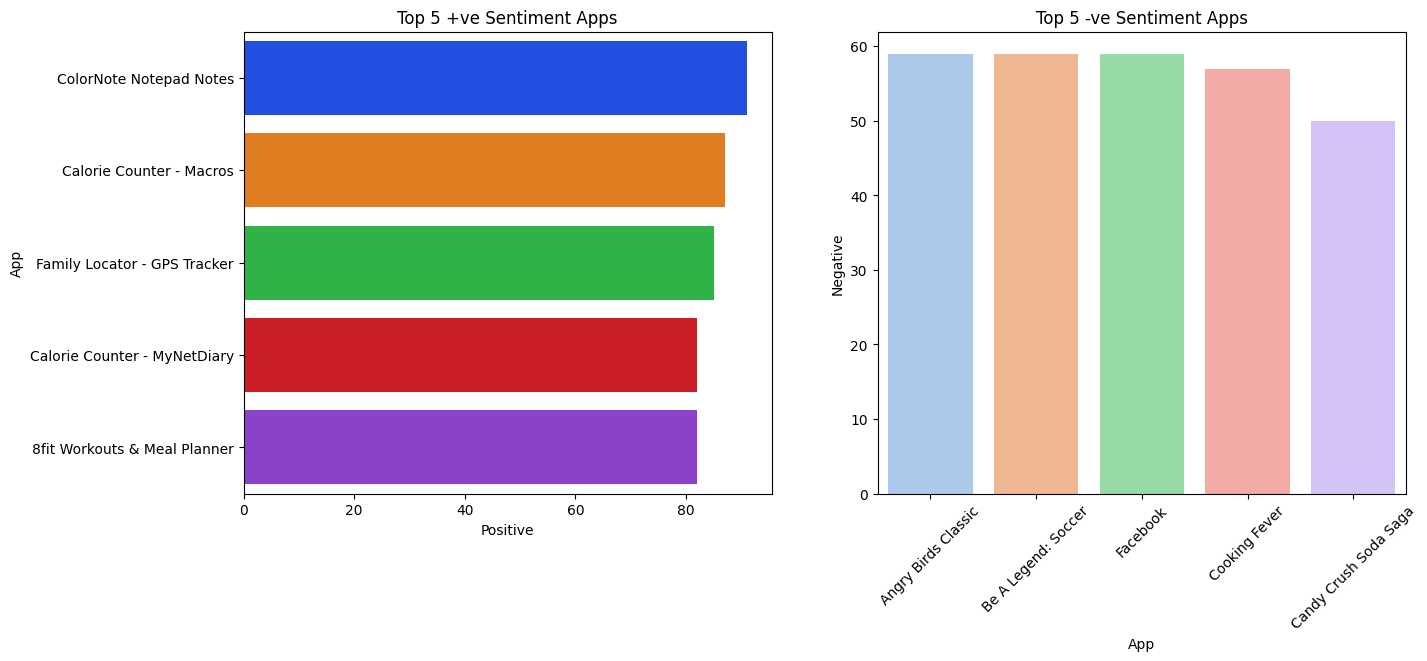 Top 5 +ve Sentiment Apps
App
ColorNote Notepad Notes
Calorie Counter - Macros
Family Locator - GPS Tracker
Calorie Counter - MyNetDiary
8fit Workouts & Meal Planner
0 20 40 60 80
Positive
Top 5 -ve Sentiment Apps
Negative
60
50
40
30
20
10
0
Angry Birds Classic
Be A Legend: Soccer
Facebook
Cooking Fever
Candy Crush Soda Saga
App